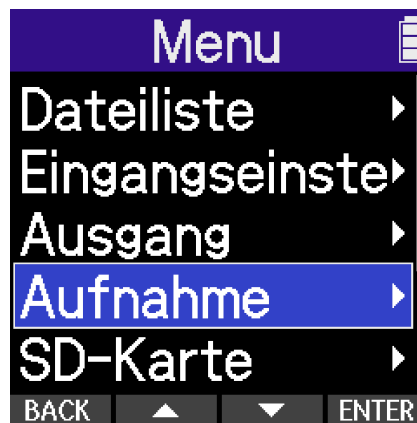 Menu
Dateiliste
Eingangseinste
Ausgang
Aufnahme
SD-Karte
BACK ENTER